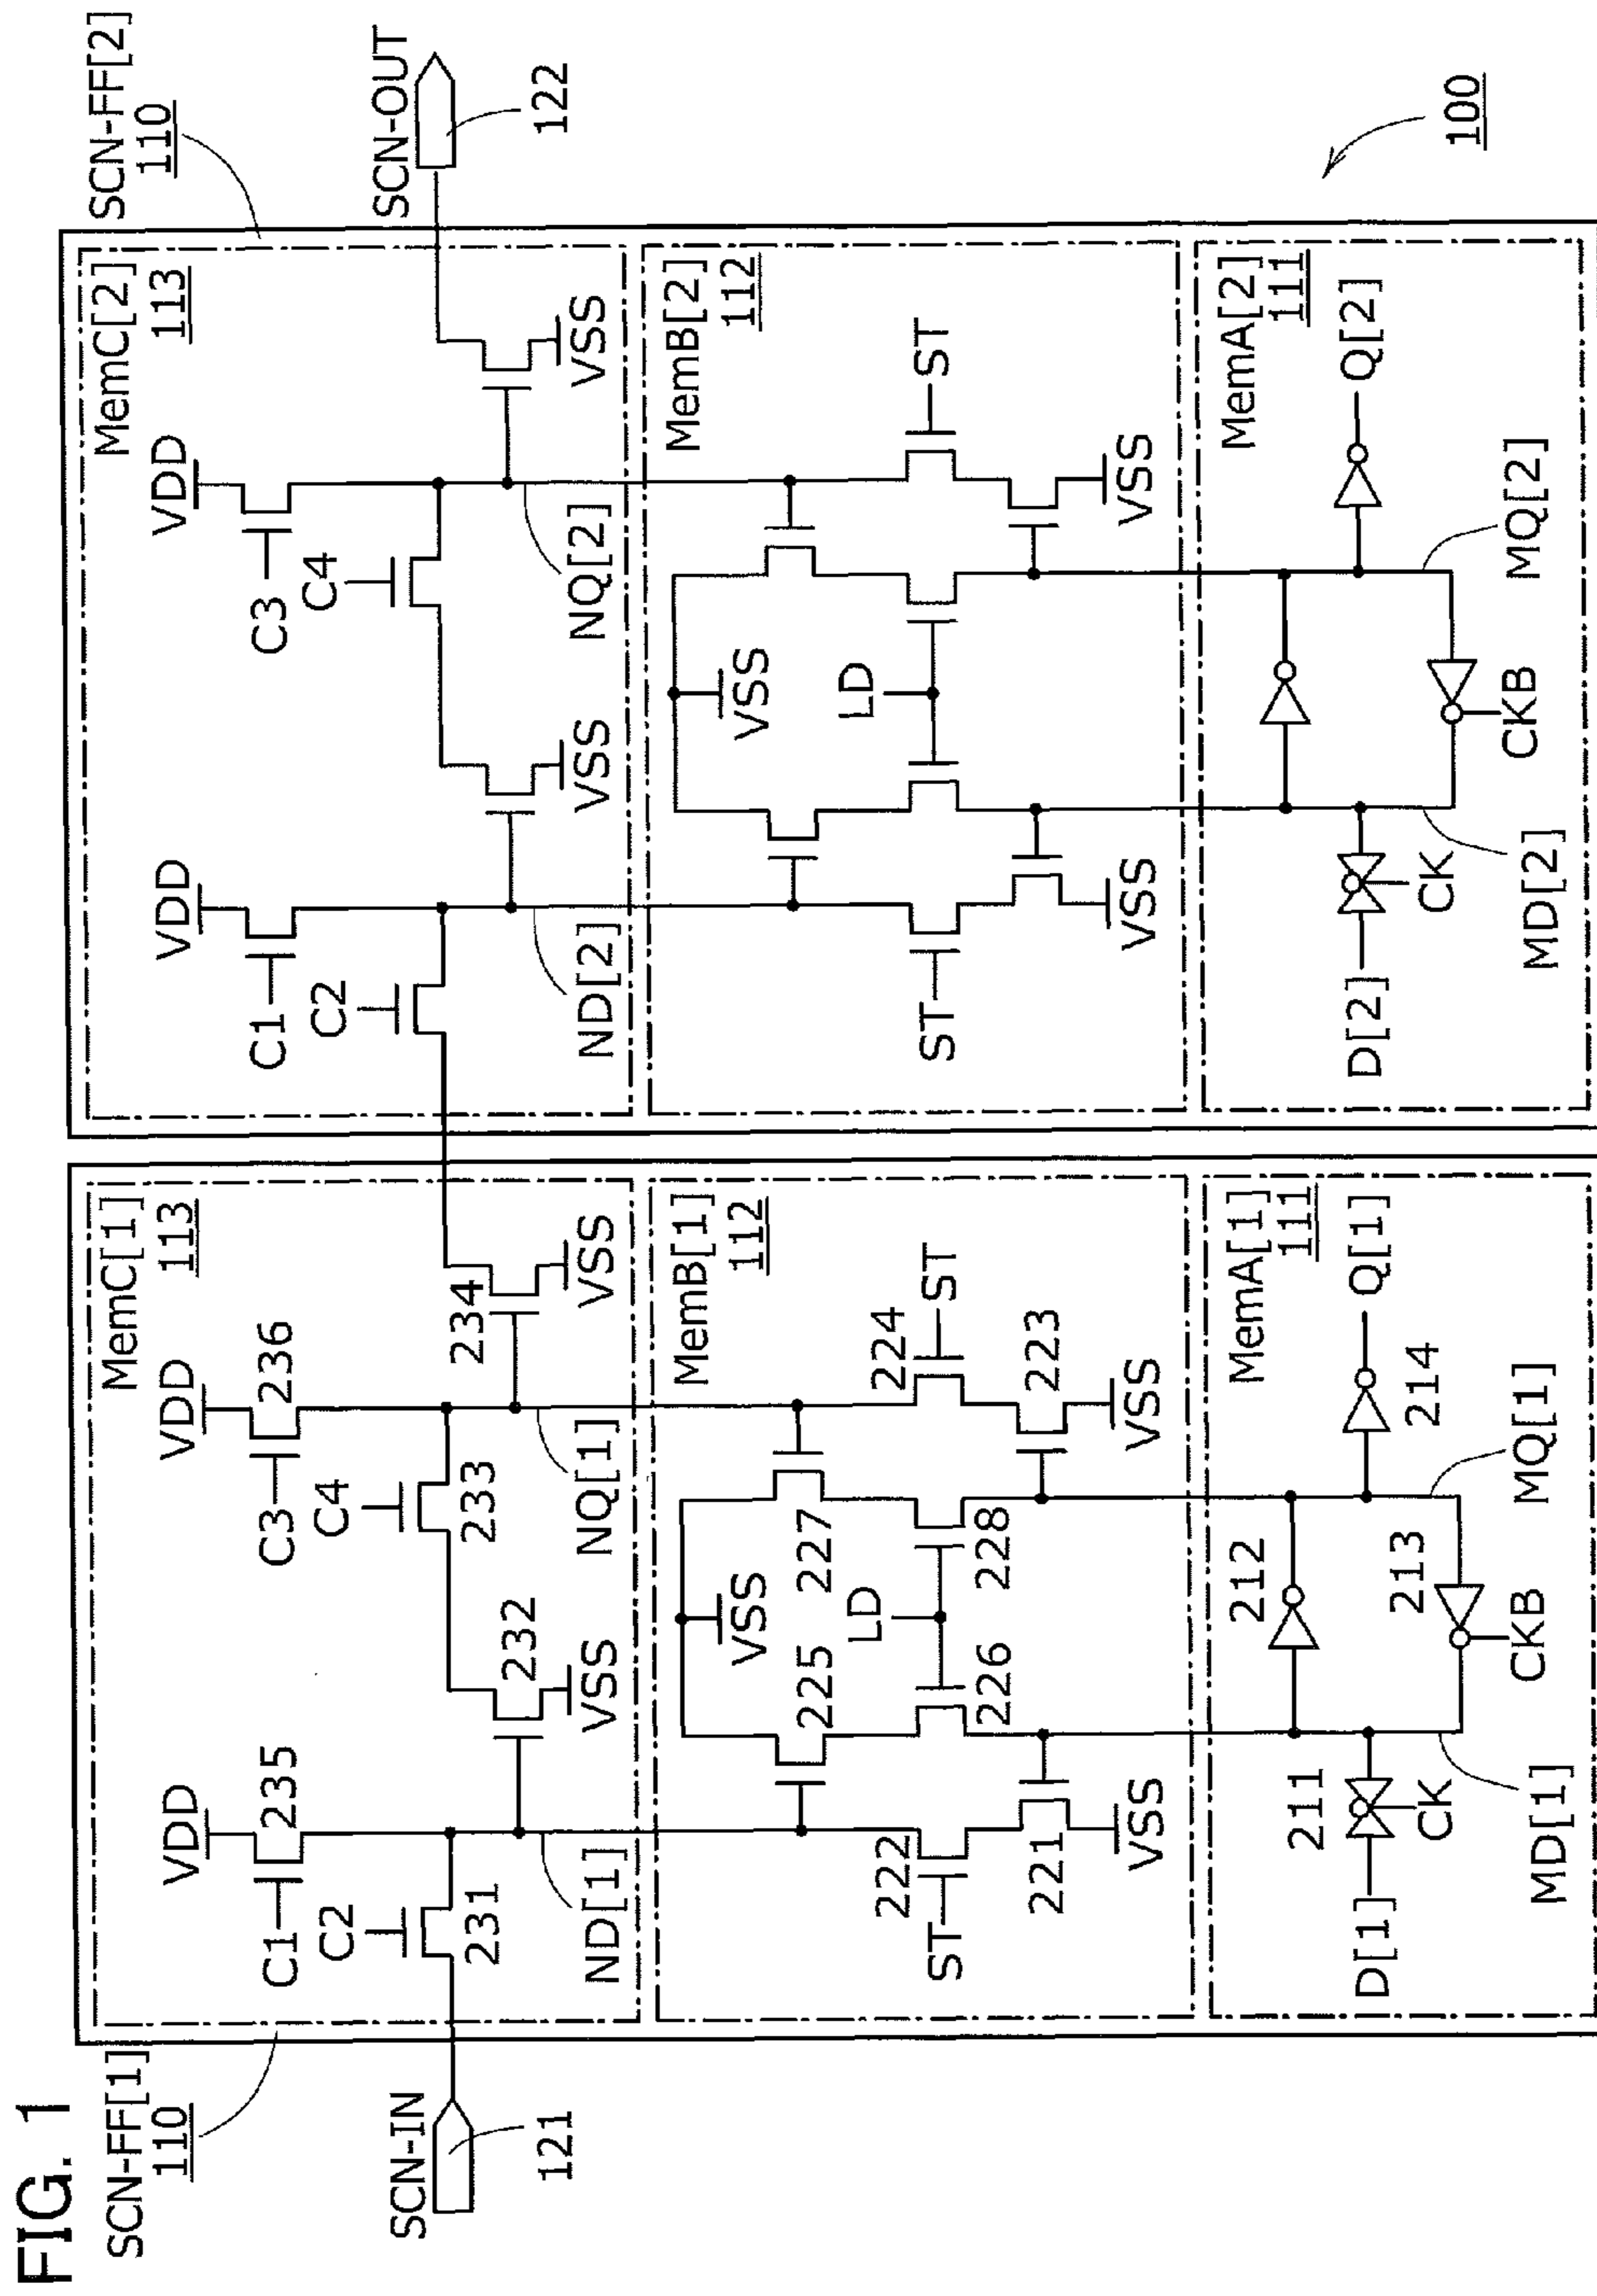 FIG. 1
SCN-FF[1]
110
SCN-FF[2]
110
SCN-IN
121
SCN-OUT
122
100
MemC[1]
113
VDD
C1
235
C2
231
ND[1]
232
VSS
VDD
C3
236
C4
233
NQ[1]
234
VSS
MemB[1]
112
ST
222
221
VSS
225
226
VSS
LD
227
228
224
ST
223
VSS
MemA[1]
111
D[1]
211
CK
MD[1]
212
213
CKB
MQ[1]
214
Q[1]
MemC[2]
113
VDD
C1
C2
ND[2]
VSS
VDD
C3
C4
NQ[2]
VSS
MemB[2]
112
ST
VSS
VSS
LD
ST
VSS
MemA[2]
111
D[2]
CK
MD[2]
CKB
MQ[2]
Q[2]